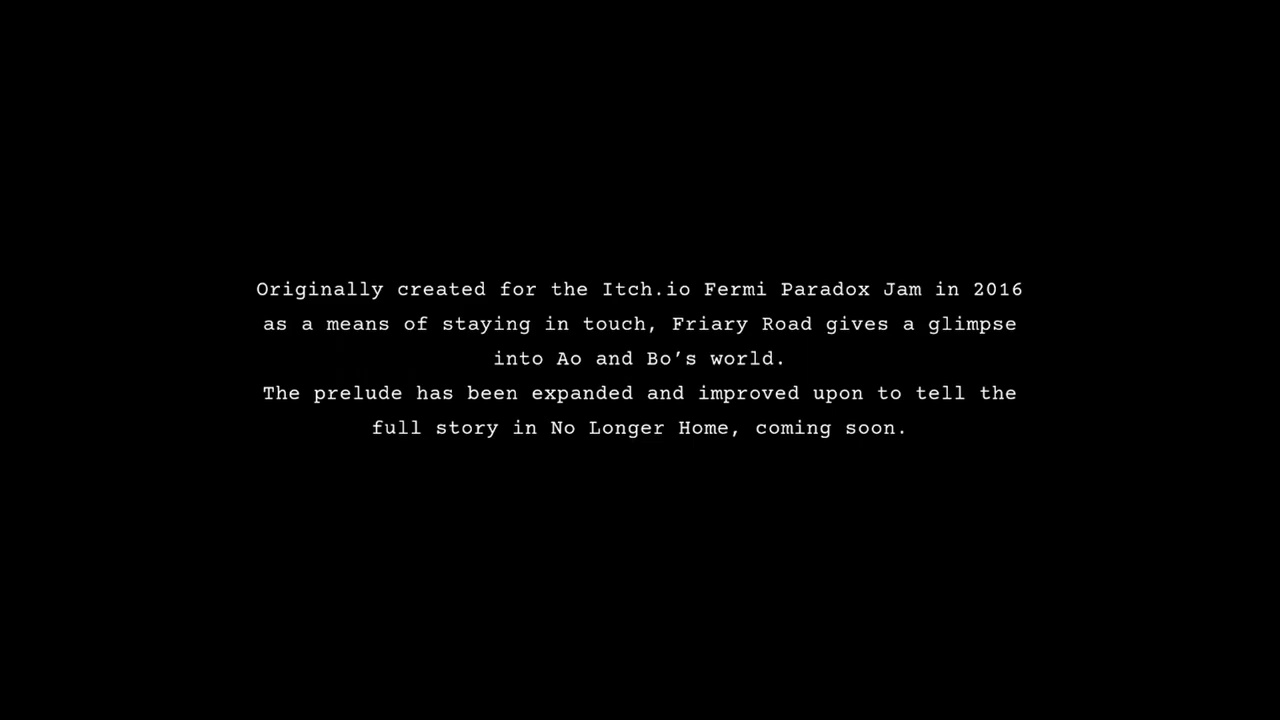 Originally created for the Itch.io Fermi Paradox Jam in 2016
as a means of staying in touch, Friary Road gives a glimpse
into Ao and Bo’s world.
The prelude has been expanded and improved upon to tell the
full story in No Longer Home, coming soon.